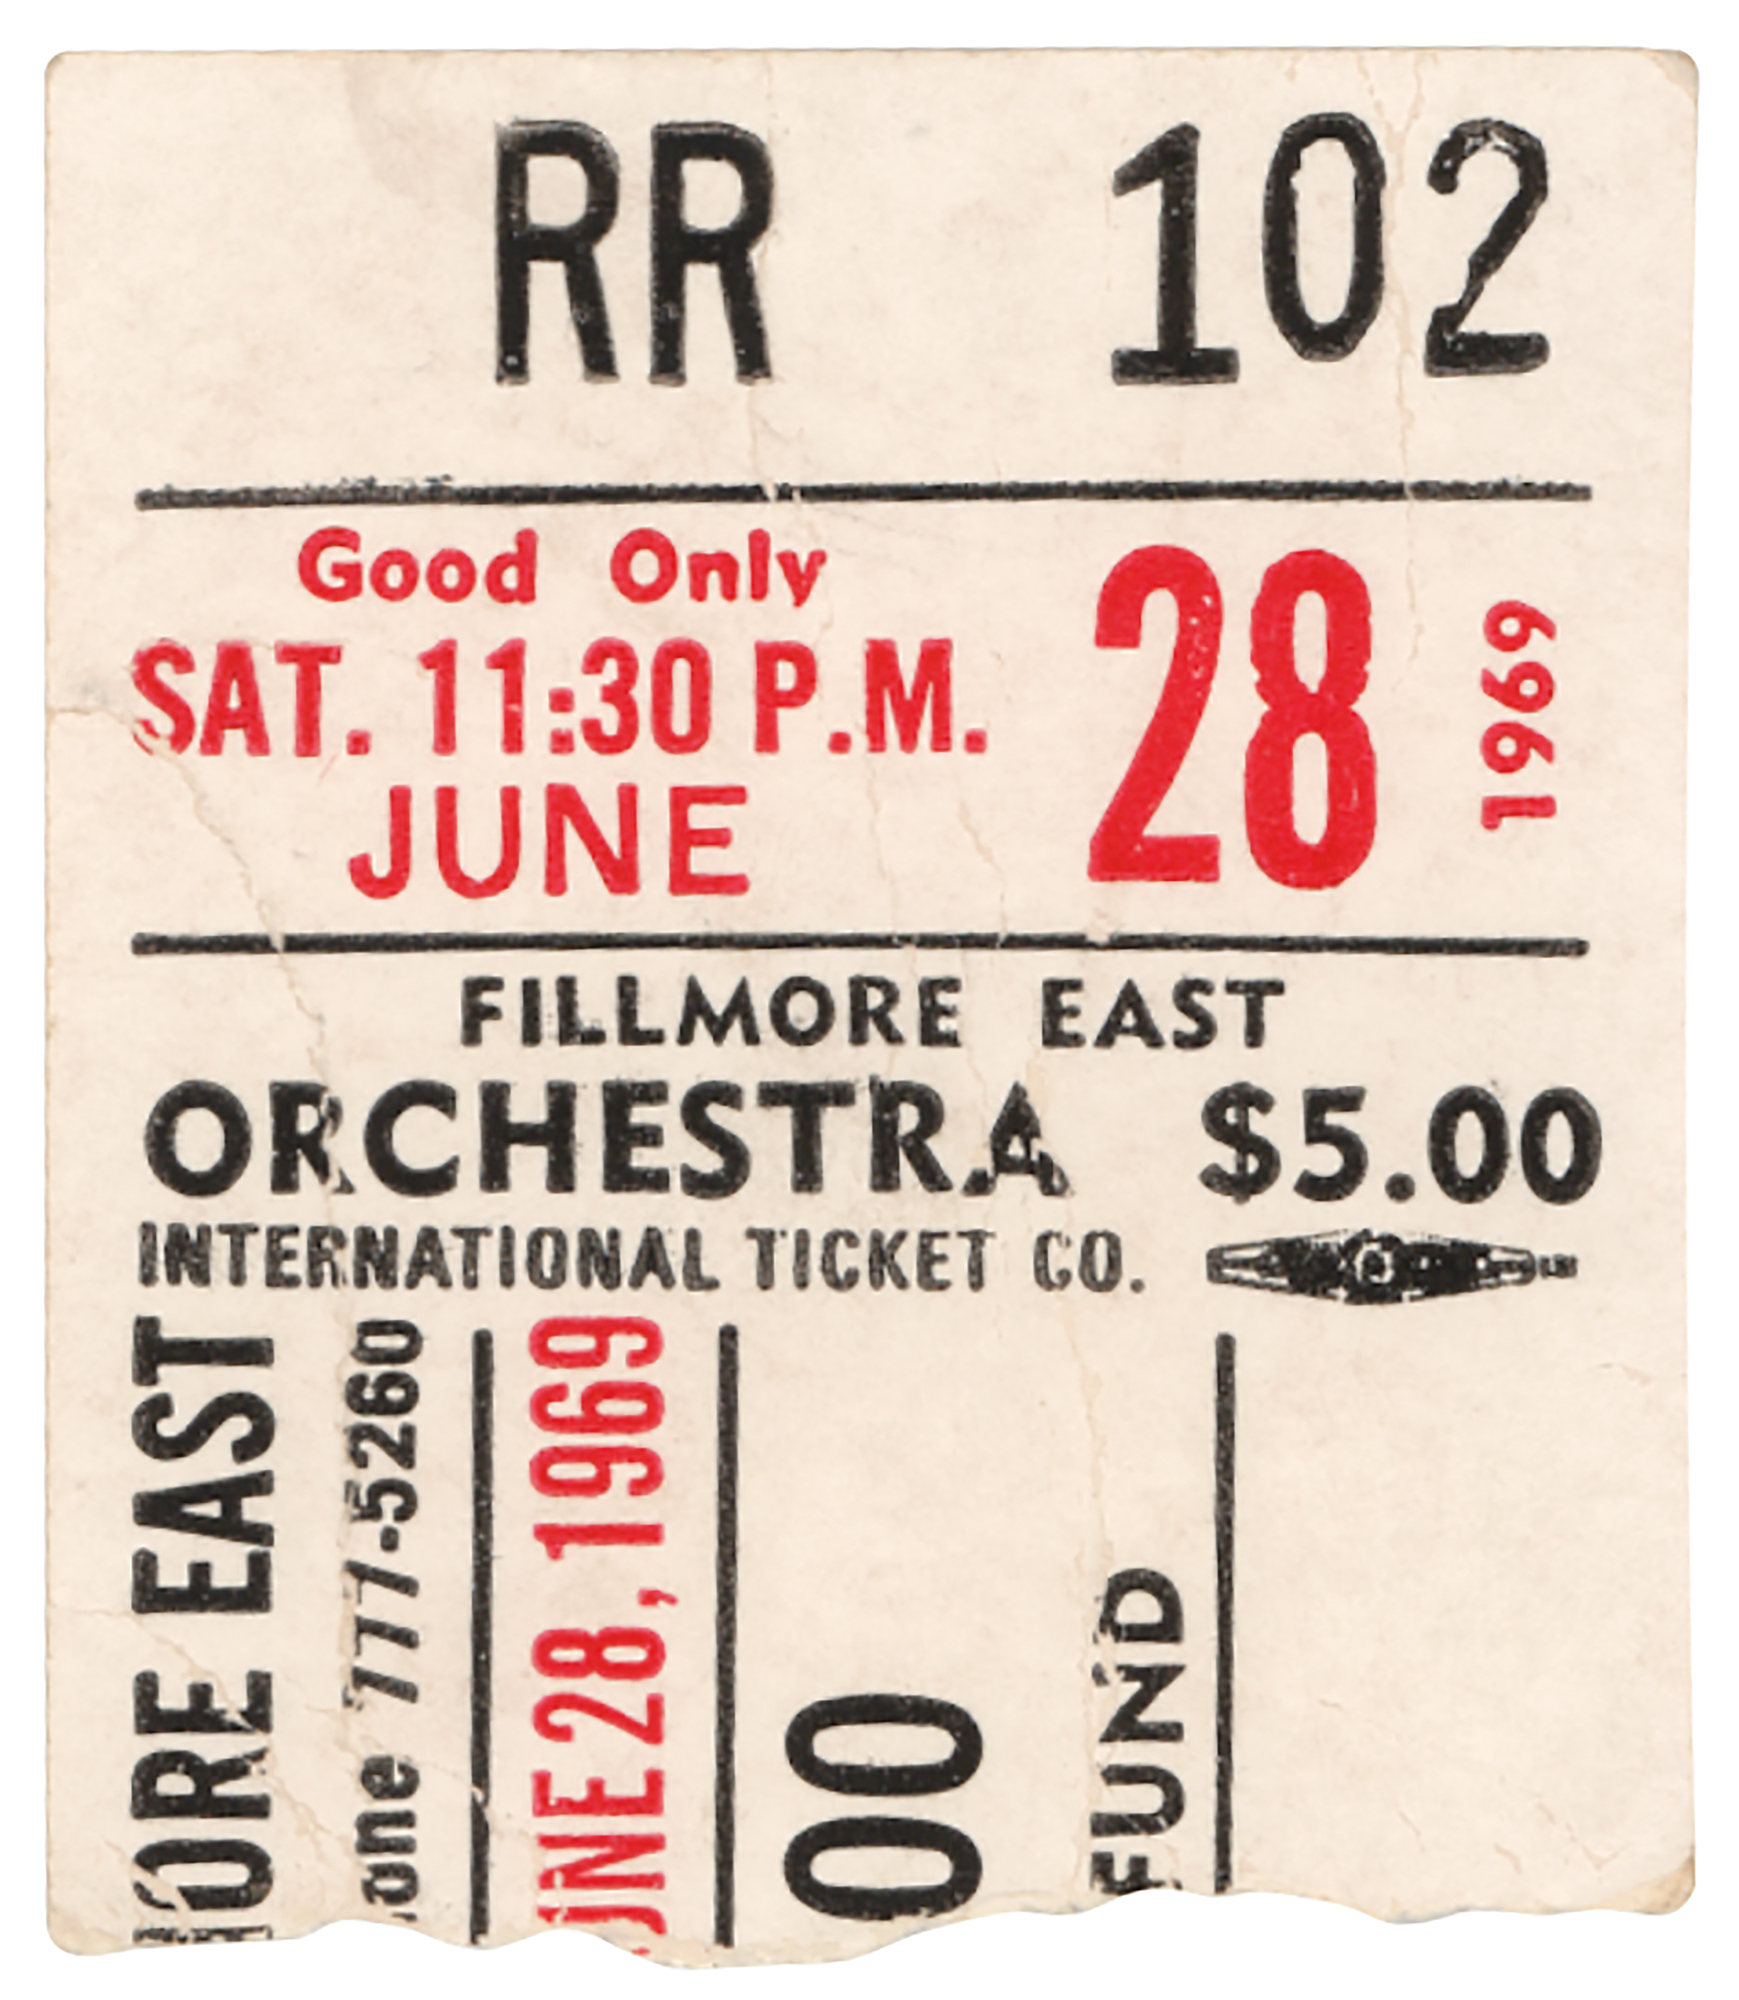 RR 102
Good Only
SAT. 11:30 P.M.
JUNE
28
1969
FILLMORE EAST
ORCHESTRA $5.00
INTERNATIONAL TICKET CO.
ORE EAST
one 777-5260
UNE 28, 1969
00
FUND